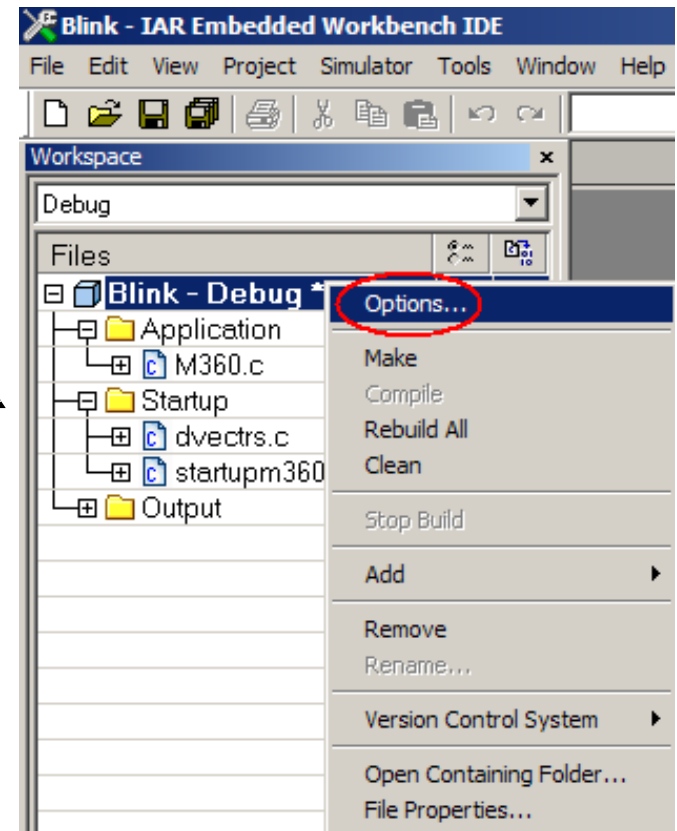 Blink - IAR Embedded Workbench IDE
File Edit View Project Simulator Tools Window Help
Workspace
Debug
Files
Blink - Debug *
Options...
Application
Make
M360.c
Compile
Startup
Rebuild All
dvectrs.c
Clean
startupm360
Output
Stop Build
Add
Remove
Rename...
Version Control System
Open Containing Folder...
File Properties...